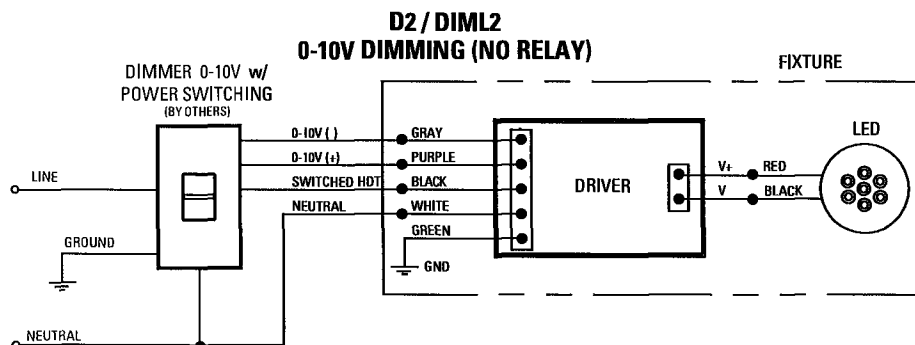 D2 / DIML2
0-10V DIMMING (NO RELAY)
DIMMER 0-10V w/
POWER SWITCHING
(BY OTHERS)
FIXTURE
LINE
GROUND
NEUTRAL
0-10V ( )
0-10V (+)
SWITCHED HOT
NEUTRAL
GRAY
PURPLE
BLACK
WHITE
GREEN
GND
DRIVER
V+
V
RED
BLACK
LED